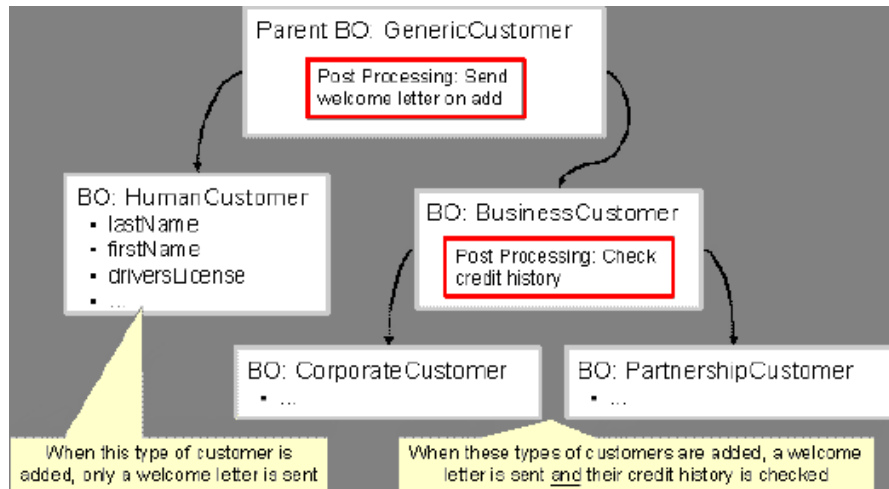 Parent BO: GenericCustomer
Post Processing: Send
welcome letter on add
BO: HumanCustomer
▪ lastName
▪ firstName
▪ driversLicense
▪ ...
BO: BusinessCustomer
Post Processing: Check
credit history
BO: CorporateCustomer
▪ ...
BO: PartnershipCustomer
▪ ...
When this type of customer is
added, only a welcome letter is sent
When these types of customers are added, a welcome
letter is sent and their credit history is checked